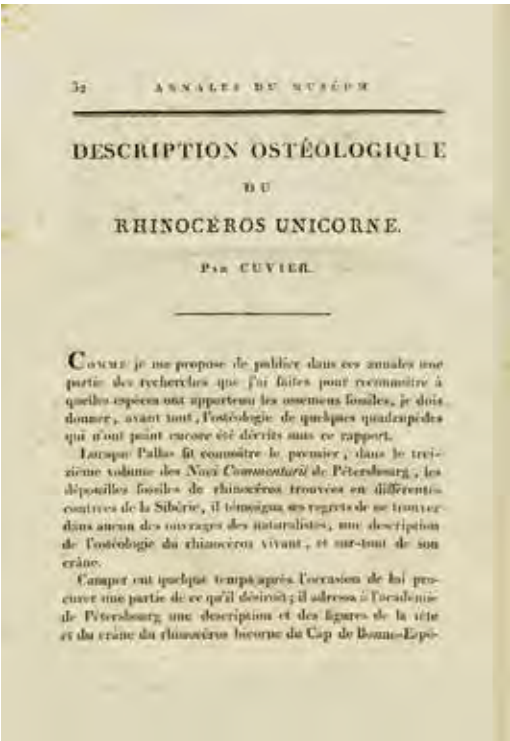 32 ANNALES DU MUSÉUM
DESCRIPTION OSTÉOLOGIQUE
DU
RHINOCÉROS UNICORNE.
PAR CUVIER.
COMME je me propose de publier dans ces annales une
partie des recherches que j'ai faites pour reconnoître à
quelles espèces ont appartenu les ossemens fossiles, je dois
donner, avant tout, l'ostéologie de quelques quadrupèdes
qui n'ont point encore été décrits sous ce rapport.
Lorsque Pallas fit connoître le premier, dans le trei-
zième volume des Novi Commentarii de Pétersbourg, les
dépouilles fossiles de rhinocéros trouvées en différentes
contrées de la Sibérie, il témoigna ses regrets de ne trouver
dans aucun des ouvrages des naturalistes, une description
de l'ostéologie du rhinocéros vivant, et sur-tout de son
crâne.
Camper eut quelque temps après l'occasion de lui pro-
curer une partie de ce qu'il désiroit; il adressa à l'académie
de Pétersbourg une description et des figures de la tête
et du crâne du rhinocéros bicorne du Cap de Bonne-Espé-